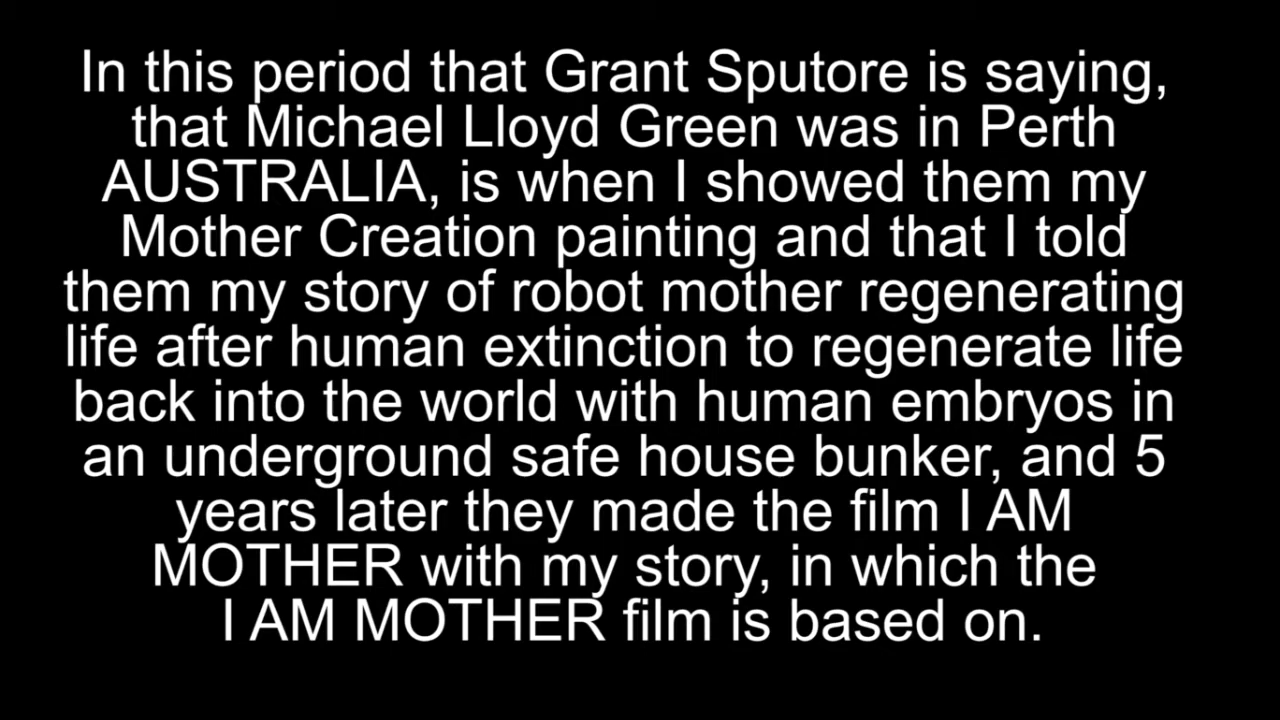 In this period that Grant Sputore is saying,
that Michael Lloyd Green was in Perth
AUSTRALIA, is when I showed them my
Mother Creation painting and that I told
them my story of robot mother regenerating
life after human extinction to regenerate life
back into the world with human embryos in
an underground safe house bunker, and 5
years later they made the film I AM
MOTHER with my story, in which the
I AM MOTHER film is based on.